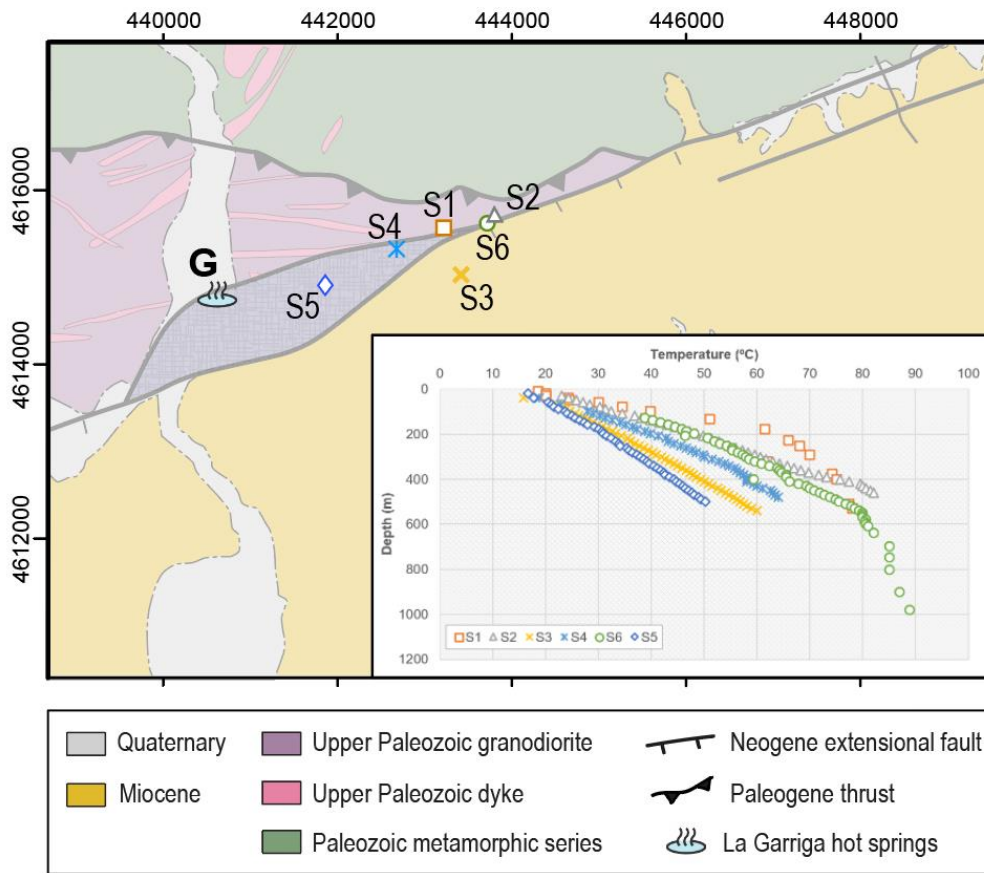 440000 442000 444000 446000 448000
4616000
4614000
4612000
S1
S2
S4
S6
G
S3
S5
Temperature (ºC)
0 10 20 30 40 50 60 70 80 90 100
Depth (m)
0
200
400
600
800
1000
1200
S1 S2 S3 S4 S6 S5
Quaternary Upper Paleozoic granodiorite Neogene extensional fault
Miocene Upper Paleozoic dyke Paleogene thrust
Paleozoic metamorphic series La Garriga hot springs